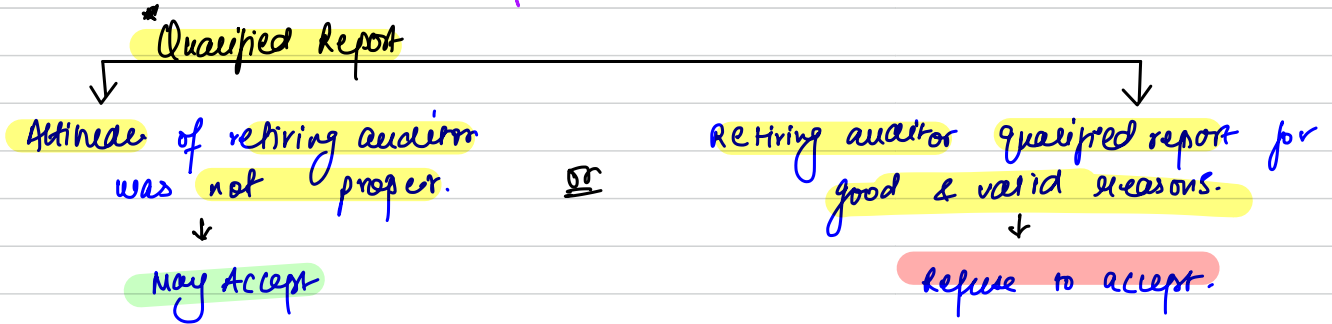 * Qualified Report
Attitude of retiring auditor
was not proper.
or
Retiring auditor qualified report for
good & valid reasons.
May Accept
Refuse to accept.